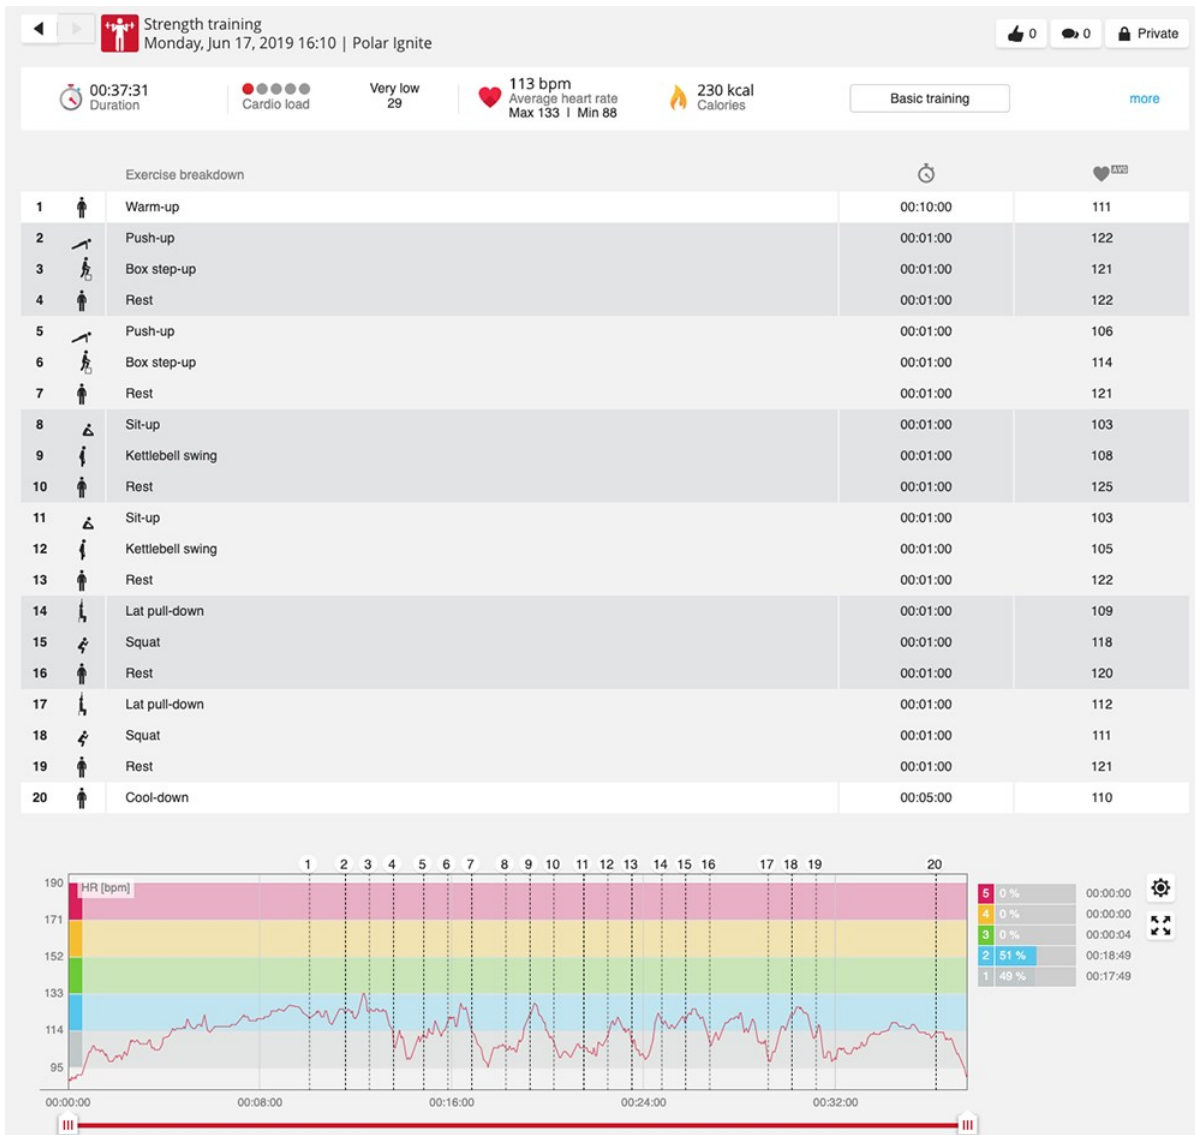 Strength training
Monday, Jun 17, 2019 16:10 | Polar Ignite
0 0 Private
00:37:31
Duration
Cardio load
Very low
29
113 bpm
Average heart rate
Max 133 | Min 88
230 kcal
Calories
Basic training
more
Exercise breakdown AVG
1 Warm-up 00:10:00 111
2 Push-up 00:01:00 122
3 Box step-up 00:01:00 121
4 Rest 00:01:00 122
5 Push-up 00:01:00 106
6 Box step-up 00:01:00 114
7 Rest 00:01:00 121
8 Sit-up 00:01:00 103
9 Kettlebell swing 00:01:00 108
10 Rest 00:01:00 125
11 Sit-up 00:01:00 103
12 Kettlebell swing 00:01:00 105
13 Rest 00:01:00 122
14 Lat pull-down 00:01:00 109
15 Squat 00:01:00 118
16 Rest 00:01:00 120
17 Lat pull-down 00:01:00 112
18 Squat 00:01:00 111
19 Rest 00:01:00 121
20 Cool-down 00:05:00 110
1 2 3 4 5 6 7 8 9 10 11 12 13 14 15 16 17 18 19 20
HR [bpm]
190
171
152
133
114
95
00:00:00 00:08:00 00:16:00 00:24:00 00:32:00
5 0 % 00:00:00
4 0 % 00:00:00
3 0 % 00:00:04
2 51 % 00:18:49
1 49 % 00:17:49